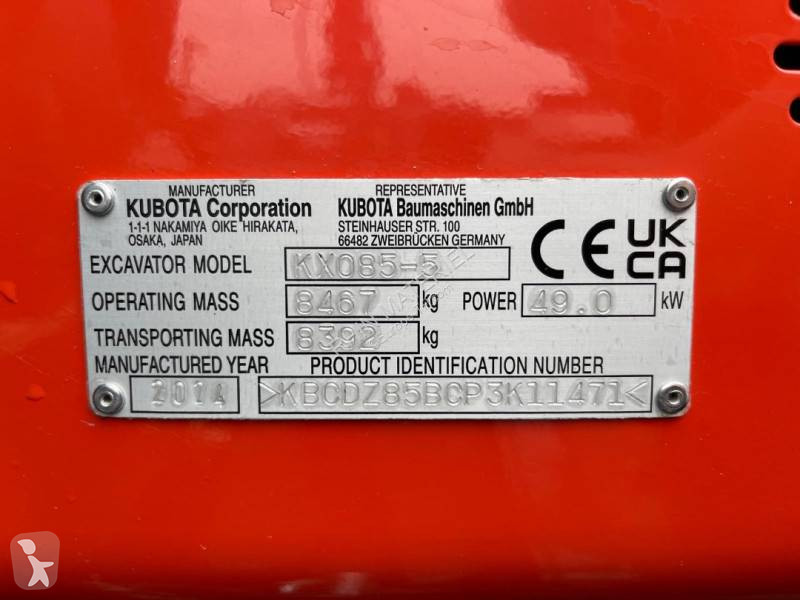 MANUFACTURER
KUBOTA Corporation
1-1-1 NAKAMIYA OIKE HIRAKATA,
OSAKA, JAPAN
REPRESENTATIVE
KUBOTA Baumaschinen GmbH
STEINHAUSER STR. 100
66482 ZWEIBRÜCKEN GERMANY
CE UK
CA
EXCAVATOR MODEL KX085-5
OPERATING MASS 8467 kg POWER 49.0 kW
TRANSPORTING MASS 8392 kg
MANUFACTURED YEAR PRODUCT IDENTIFICATION NUMBER
>KBCDZ85BCP3K11471<